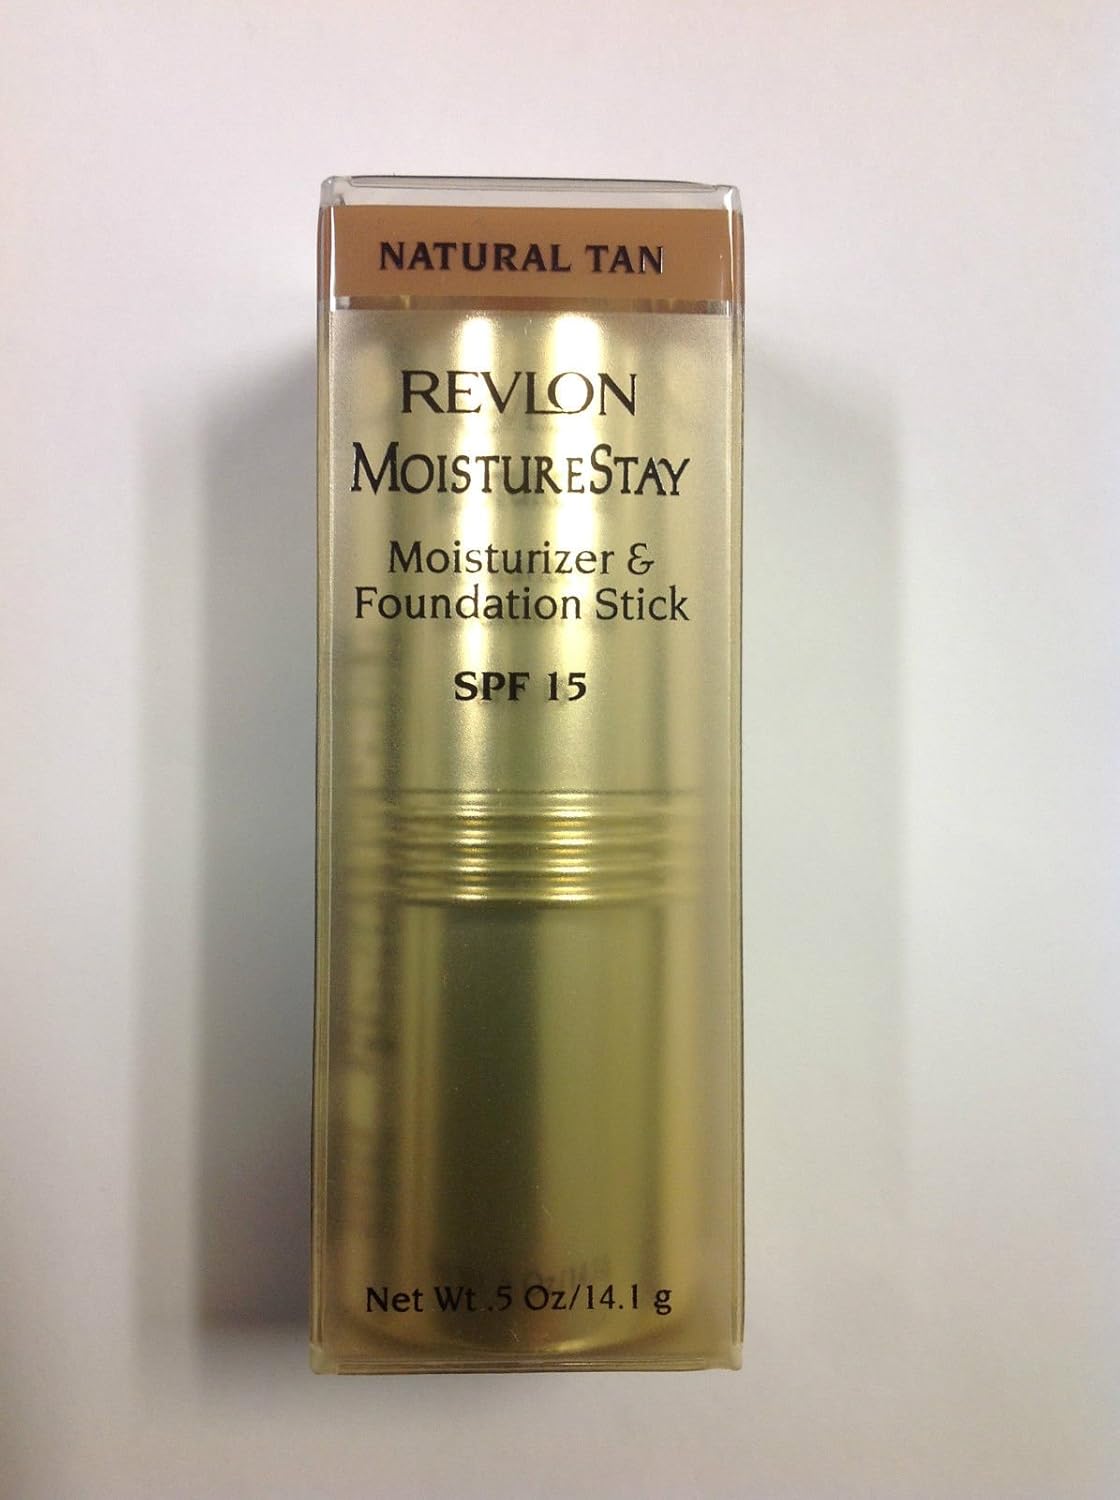 NATURAL TAN
REVLON
MOISTURESTAY
Moisturizer &
Foundation Stick
SPF 15
Net Wt .5 Oz/14.1 g